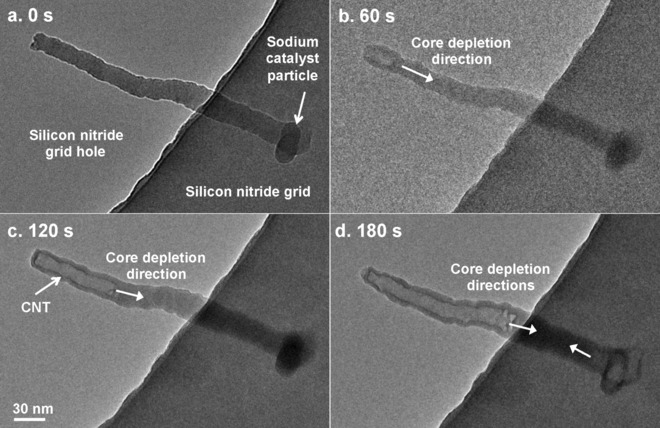 a. 0 s
Sodium
catalyst
particle
Silicon nitride
grid hole
Silicon nitride grid
b. 60 s
Core depletion
direction
c. 120 s
Core depletion
direction
CNT
30 nm
d. 180 s
Core depletion
directions